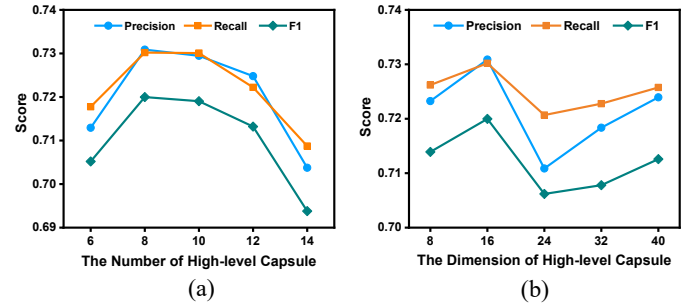 0.74
Precision Recall F1
0.73
0.72
0.71
0.70
0.69
Score
6 8 10 12 14
The Number of High-level Capsule
(a)
0.74
Precision Recall F1
0.73
0.72
0.71
0.70
Score
8 16 24 32 40
The Dimension of High-level Capsule
(b)